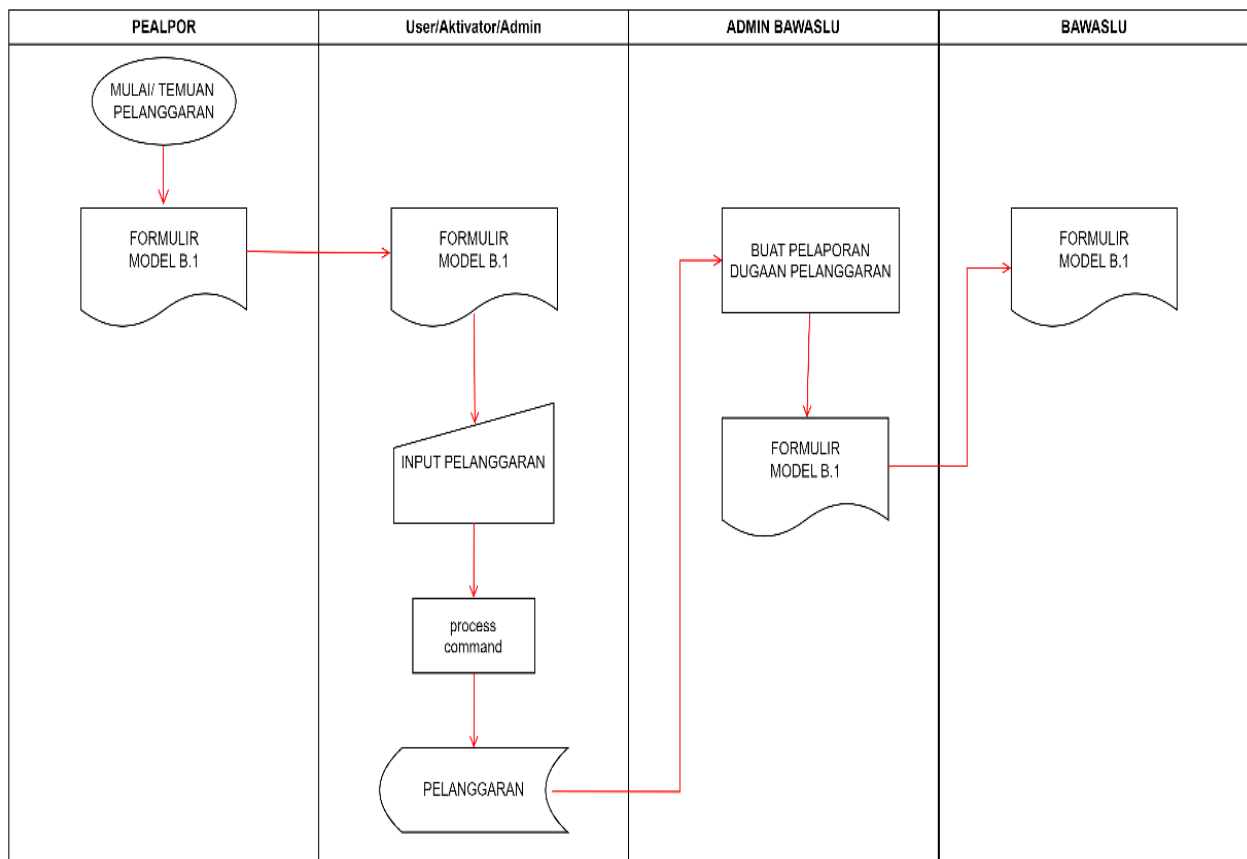 PEALPOR
User/Aktivator/Admin
ADMIN BAWASLU
BAWASLU
MULAI/ TEMUAN
PELANGGARAN
FORMULIR
MODEL B.1
FORMULIR
MODEL B.1
INPUT PELANGGARAN
process
command
PELANGGARAN
BUAT PELAPORAN
DUGAAN PELANGGARAN
FORMULIR
MODEL B.1
FORMULIR
MODEL B.1